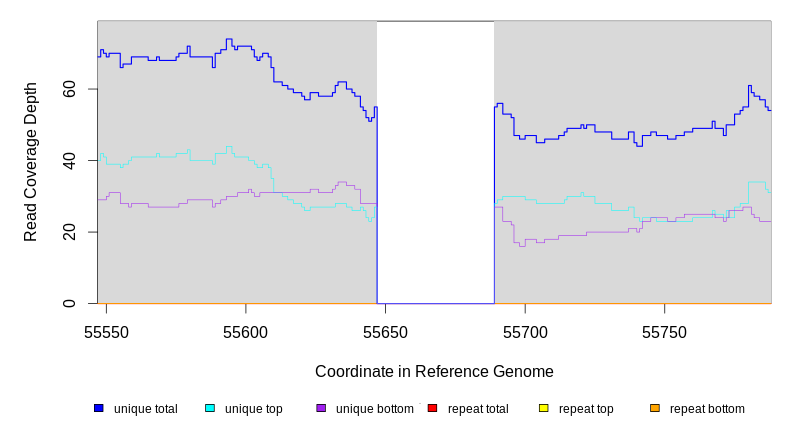 Read Coverage Depth
60
40
20
0
55550 55600 55650 55700 55750
Coordinate in Reference Genome
unique total unique top unique bottom repeat total repeat top repeat bottom